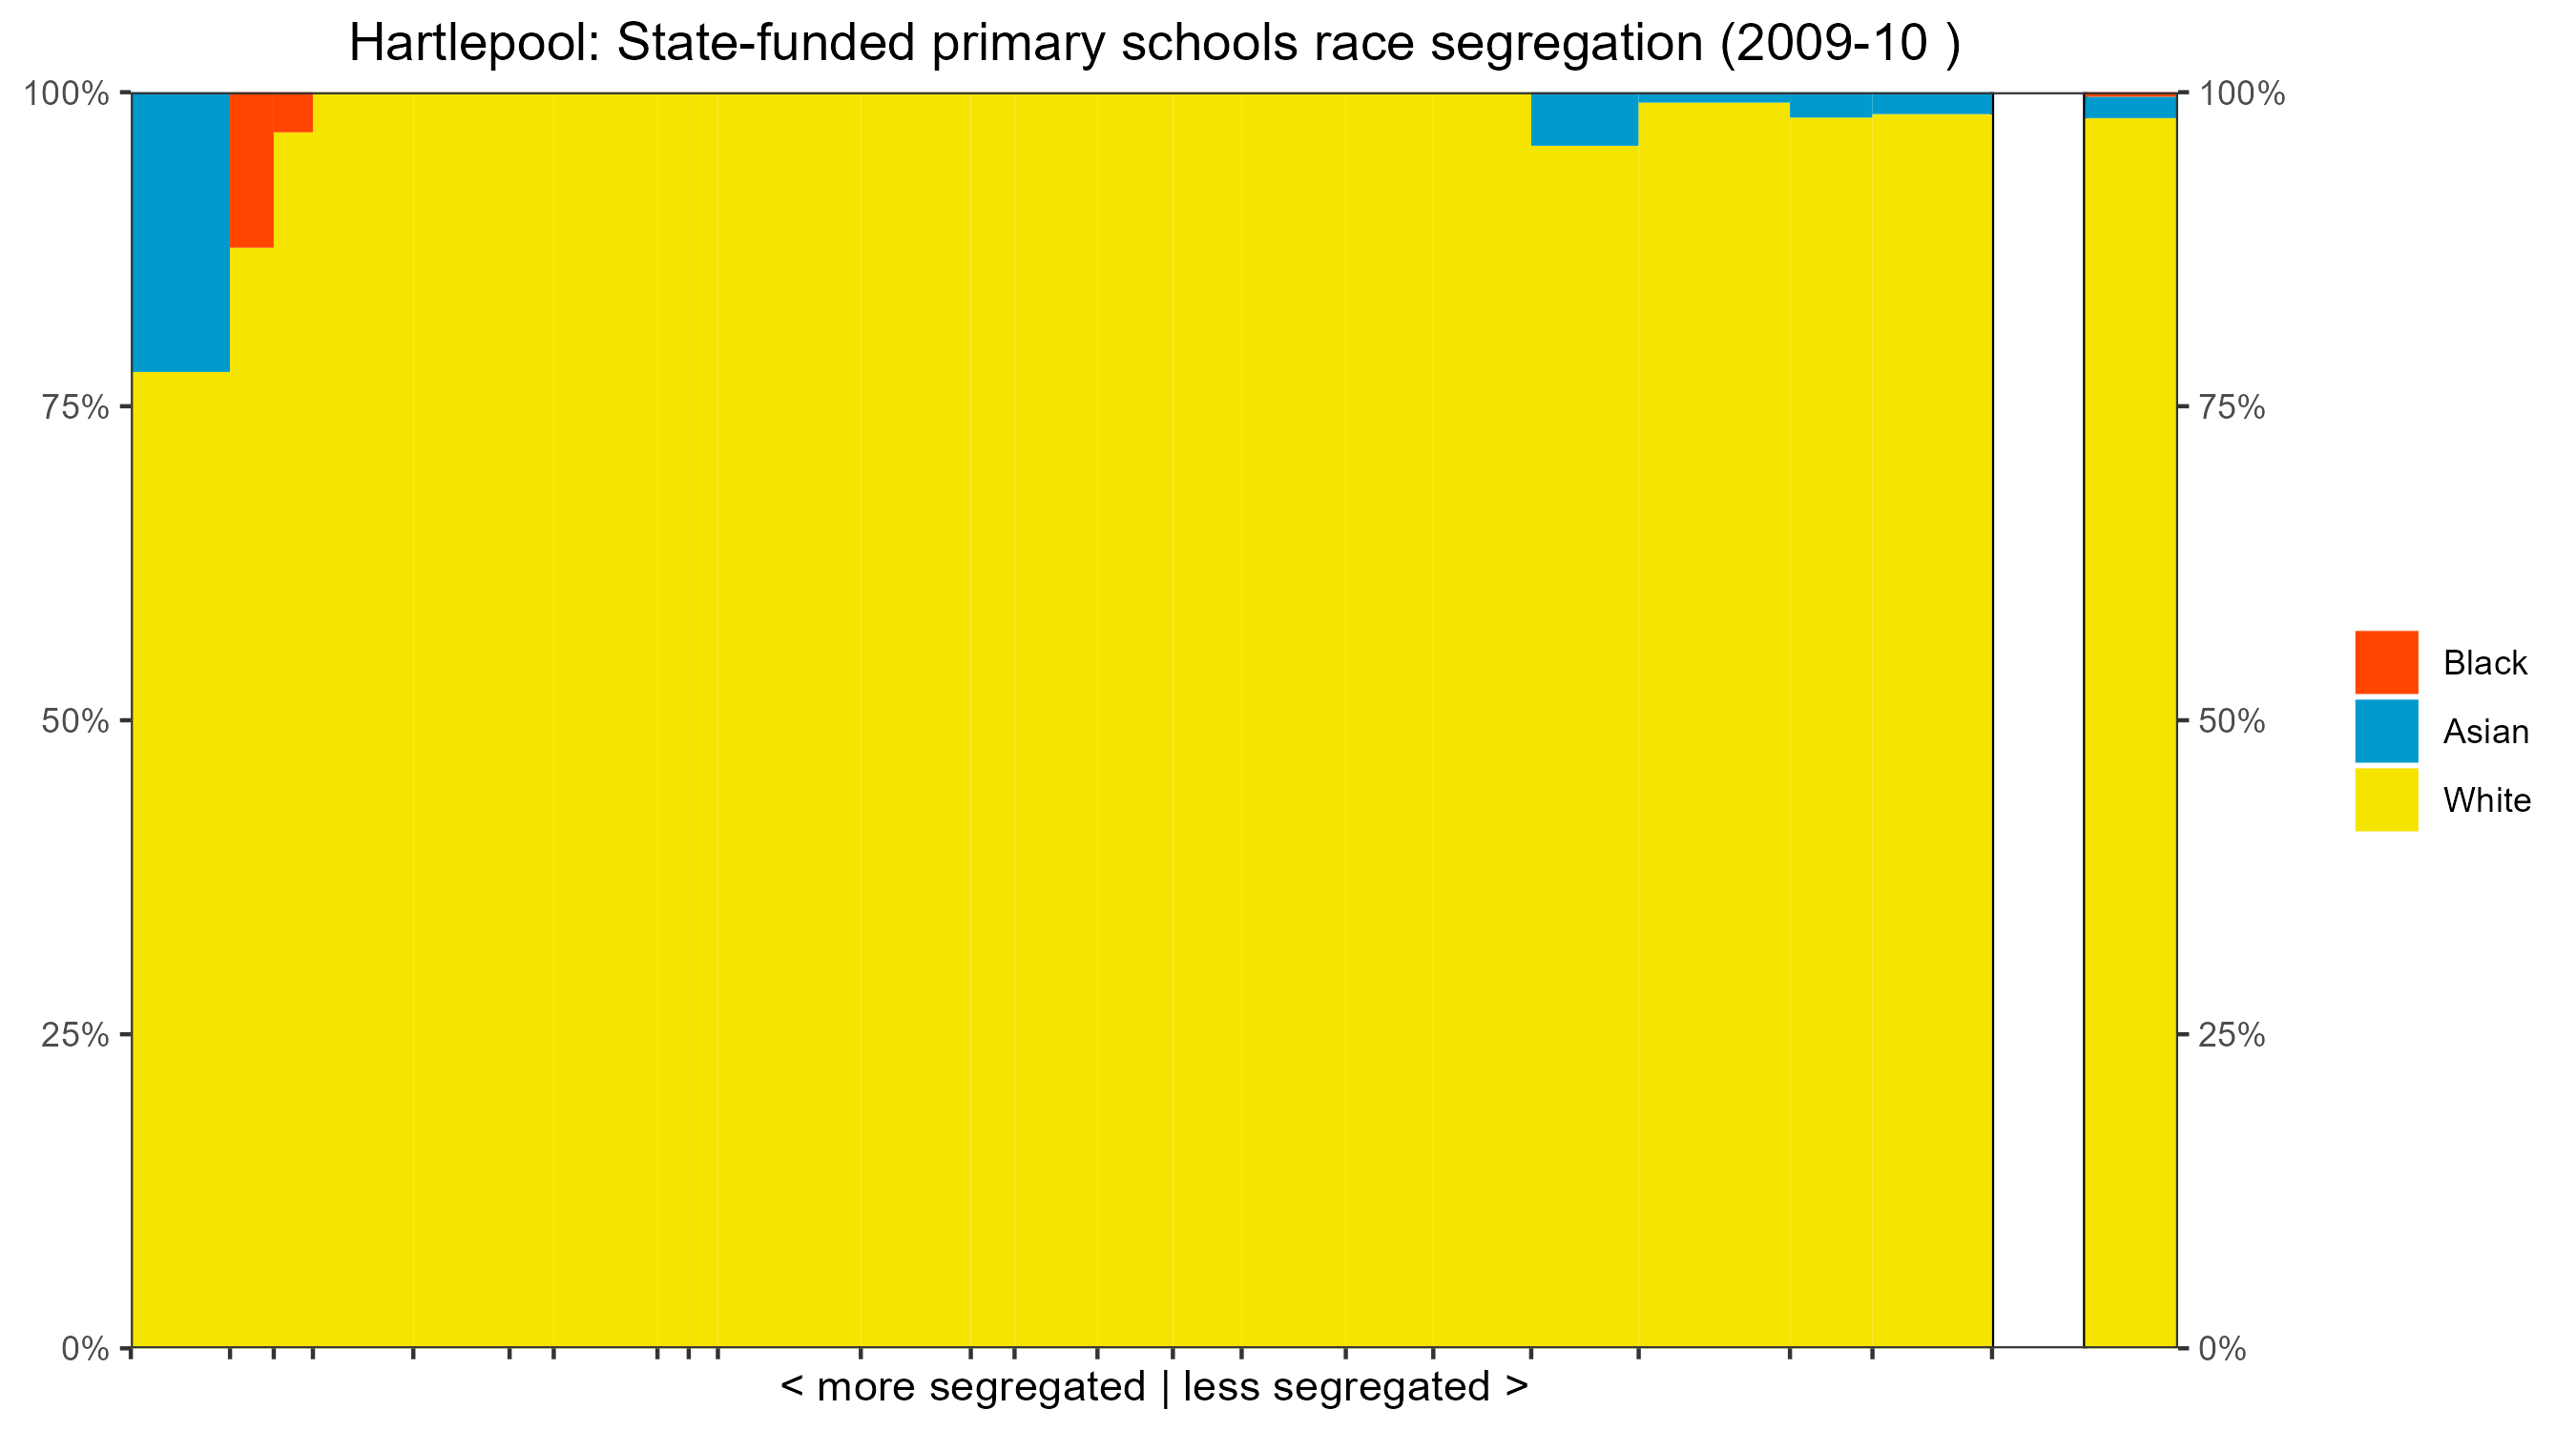 Hartlepool: State-funded primary schools race segregation (2009-10 )
100%
75%
50%
25%
0%
100%
75%
50%
25%
0%
Black
Asian
White
< more segregated | less segregated >